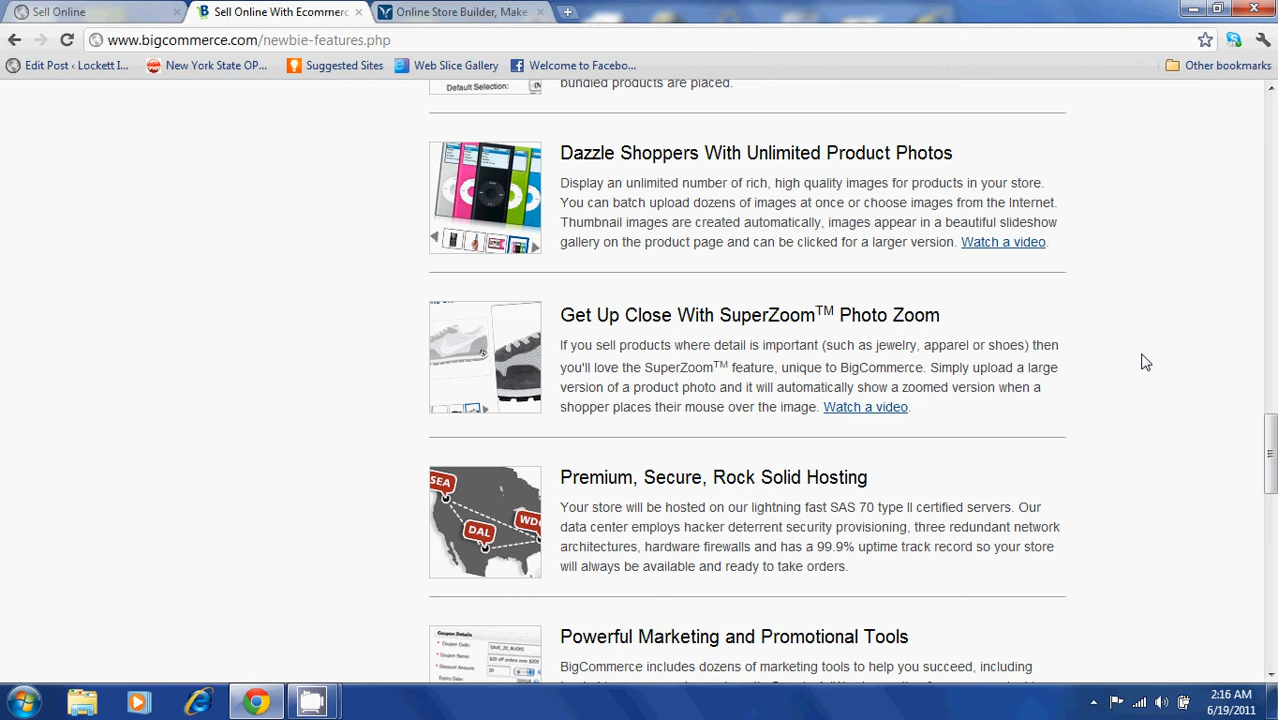 Sell Online
Sell Online With Ecommerc
Online Store Builder, Make
www.bigcommerce.com/newbie-features.php
Edit Post ‹ Lockett I...
New York State OP...
Suggested Sites
Web Slice Gallery
Welcome to Facebo...
Other bookmarks
Default Selection:
bundled products are placed.
Dazzle Shoppers With Unlimited Product Photos
Display an unlimited number of rich, high quality images for products in your store.
You can batch upload dozens of images at once or choose images from the Internet.
Thumbnail images are created automatically, images appear in a beautiful slideshow
gallery on the product page and can be clicked for a larger version. Watch a video.
Get Up Close With SuperZoom™ Photo Zoom
If you sell products where detail is important (such as jewelry, apparel or shoes) then
you'll love the SuperZoom™ feature, unique to BigCommerce. Simply upload a large
version of a product photo and it will automatically show a zoomed version when a
shopper places their mouse over the image. Watch a video.
SEA
DAL
WD
Premium, Secure, Rock Solid Hosting
Your store will be hosted on our lightning fast SAS 70 type II certified servers. Our
data center employs hacker deterrent security provisioning, three redundant network
architectures, hardware firewalls and has a 99.9% uptime track record so your store
will always be available and ready to take orders.
Coupon Details
* Coupon Code: SAVE_20_BUCKS
* Coupon Name: $20 off orders over $200
* Discount Amount: 20
Expiry Date:
Powerful Marketing and Promotional Tools
BigCommerce includes dozens of marketing tools to help you succeed, including
2:16 AM
6/19/2011